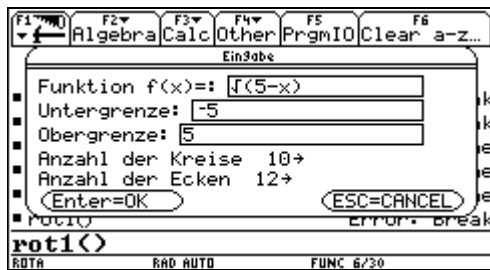 F1 F2 F3 F4 F5 F6
Algebra Calc Other PrgmIO Clear a-z…
Eingabe
Funktion f(x)=: √(5-x)
Untergrenze: -5
Obergrenze: 5
Anzahl der Kreise 10→
Anzahl der Ecken 12→
Enter=OK ESC=CANCEL
rot1() Error: Break
rot1()
ROTA RAD AUTO FUNC 6/30